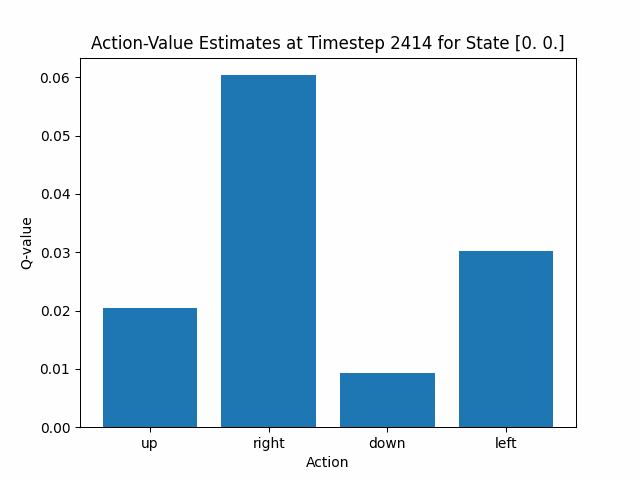 Action-Value Estimates at Timestep 2414 for State [0. 0.]
0.06
0.05
0.04
0.03
0.02
0.01
0.00
Q-value
up right down left
Action